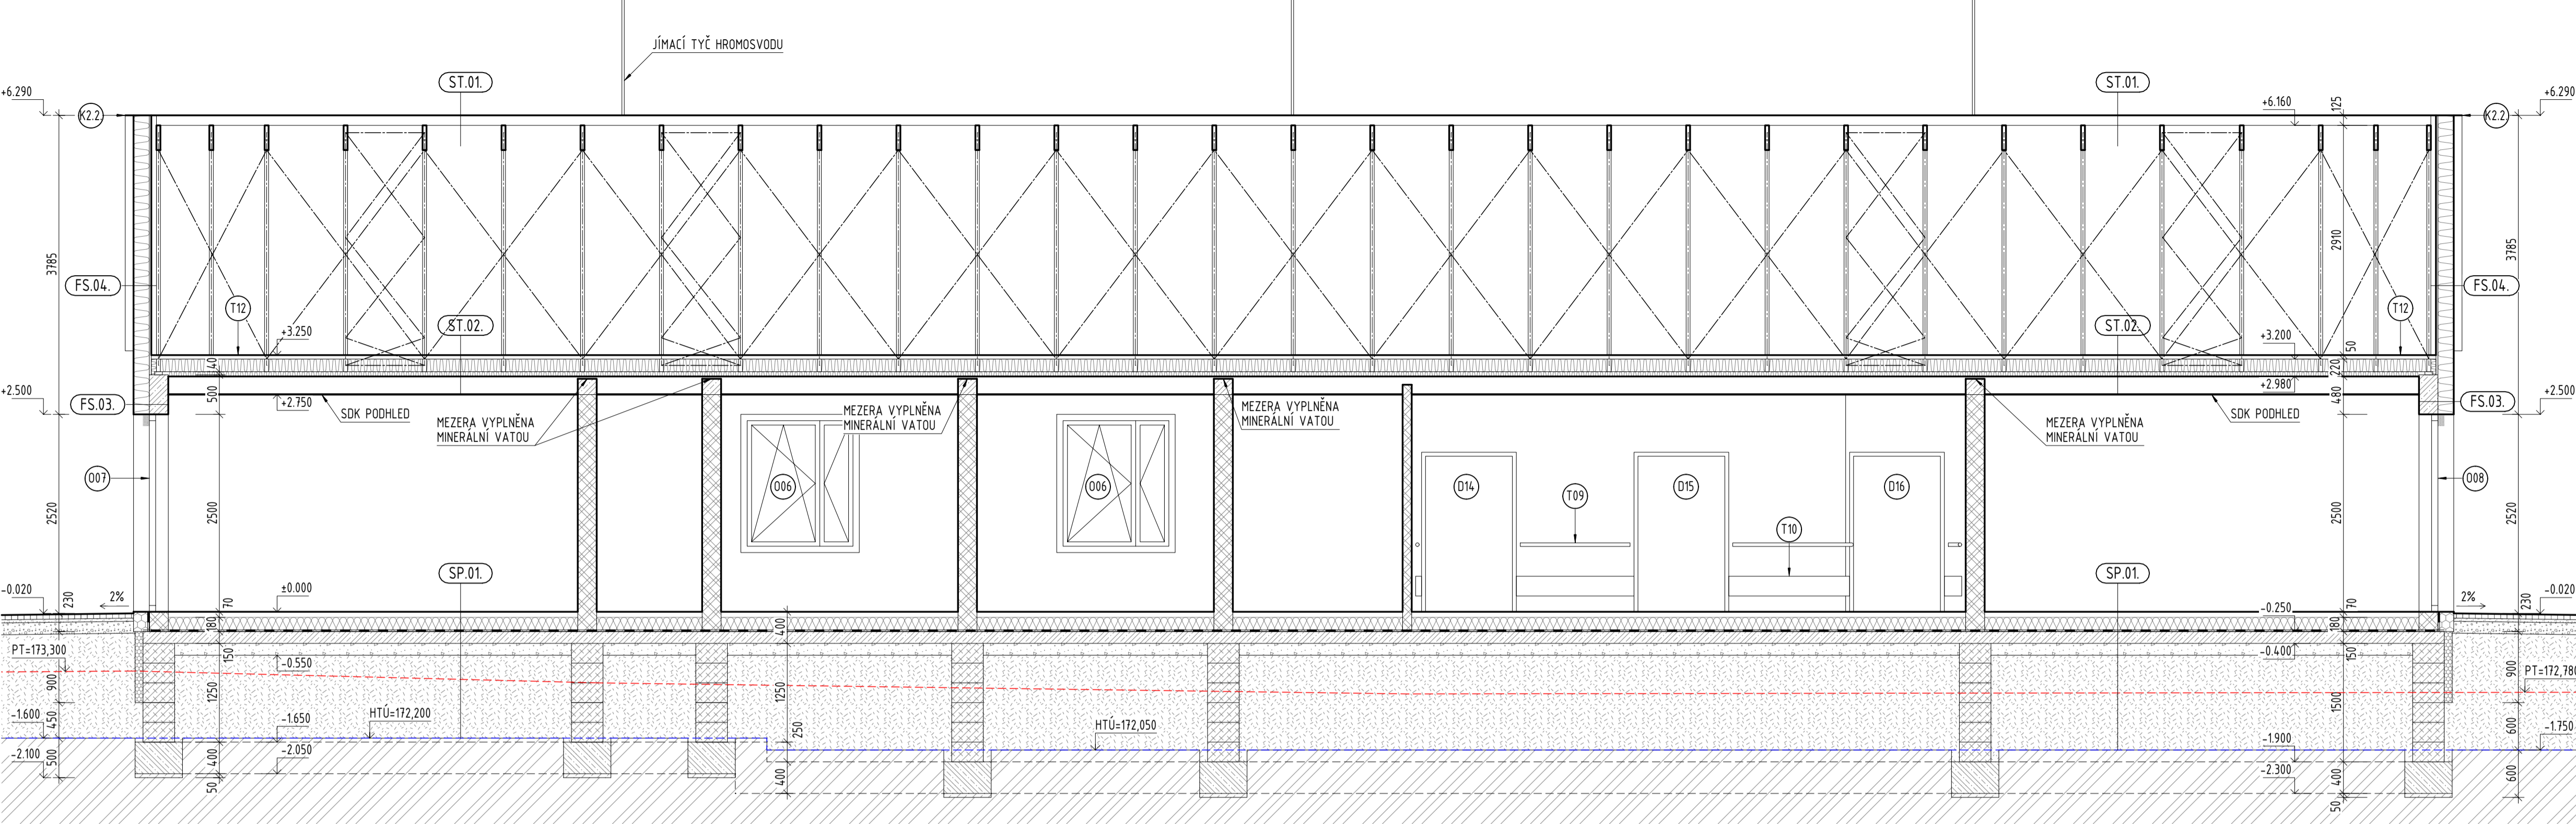 JÍMACÍ TYČ HROMOSVODU
ST.01.
ST.01.
+6.290
K2.2.
+6.160
125
+6.290
K2.2
3785
2910
3785
FS.04.
FS.04.
T12
T12
ST.02.
ST.02.
+3.250
+3.200
50
40
220
+2.500
500
+2.750
+2.980
480
+2.500
FS.03.
FS.03.
SDK PODHLED
MEZERA VYPLNĚNA
MINERÁLNÍ VATOU
MEZERA VYPLNĚNA
MINERÁLNÍ VATOU
MEZERA VYPLNĚNA
MINERÁLNÍ VATOU
MEZERA VYPLNĚNA
MINERÁLNÍ VATOU
SDK PODHLED
O07
O06
O06
D14
T09
D15
D16
O08
2520
2500
T10
2500
2520
SP.01.
SP.01.
-0.020
230
2%
70
±0.000
-0.250
70
2%
230
-0.020
180
400
180
PT=173,300
150
-0.550
-0.400
150
PT=172,780
900
1250
1250
1500
900
-1.600
450
-1.650
HTÚ=172,200
250
HTÚ=172,050
-1.900
600
-1.750
-2.100
500
400
-2.050
400
-2.300
400
600
50
50